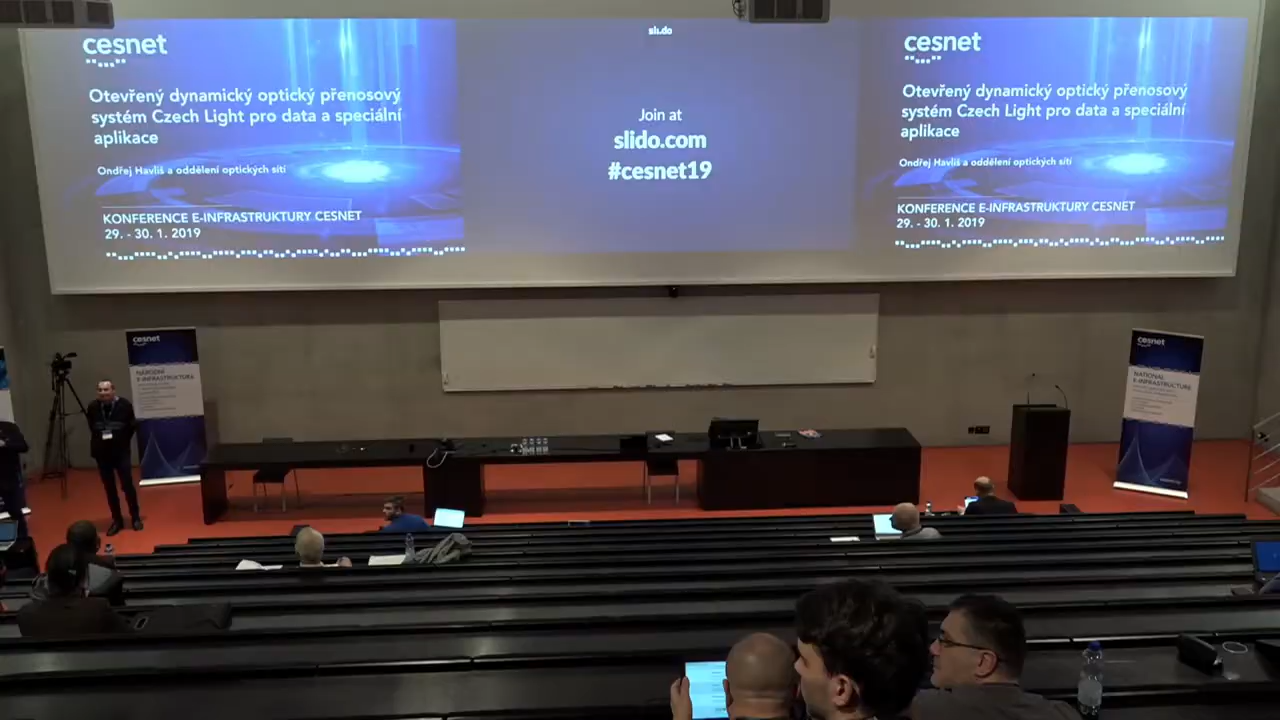 cesnet
Otevřený dynamický optický přenosový
systém Czech Light pro data a speciální
aplikace
Ondřej Havliš a oddělení optických sítí
KONFERENCE E-INFRASTRUKTURY CESNET
29. - 30. 1. 2019
sli.do
Join at
slido.com
#cesnet19
cesnet
Otevřený dynamický optický přenosový
systém Czech Light pro data a speciální
aplikace
Ondřej Havliš a oddělení optických sítí
KONFERENCE E-INFRASTRUKTURY CESNET
29. - 30. 1. 2019
cesnet
NÁRODNÍ
E-INFRASTRUKTURA
cesnet
NATIONAL
E-INFRASTRUCTURE